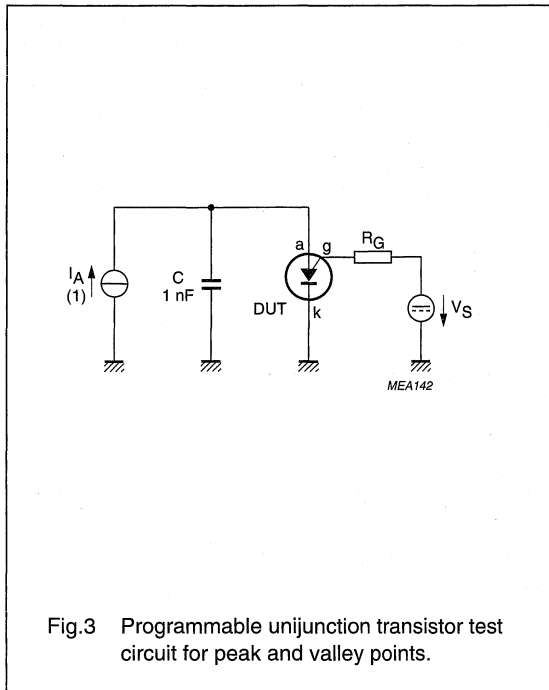 a g R_G
I_A
(1)
C
1 nF
DUT
k
V_S
MEA142
Fig.3 Programmable unijunction transistor test
circuit for peak and valley points.